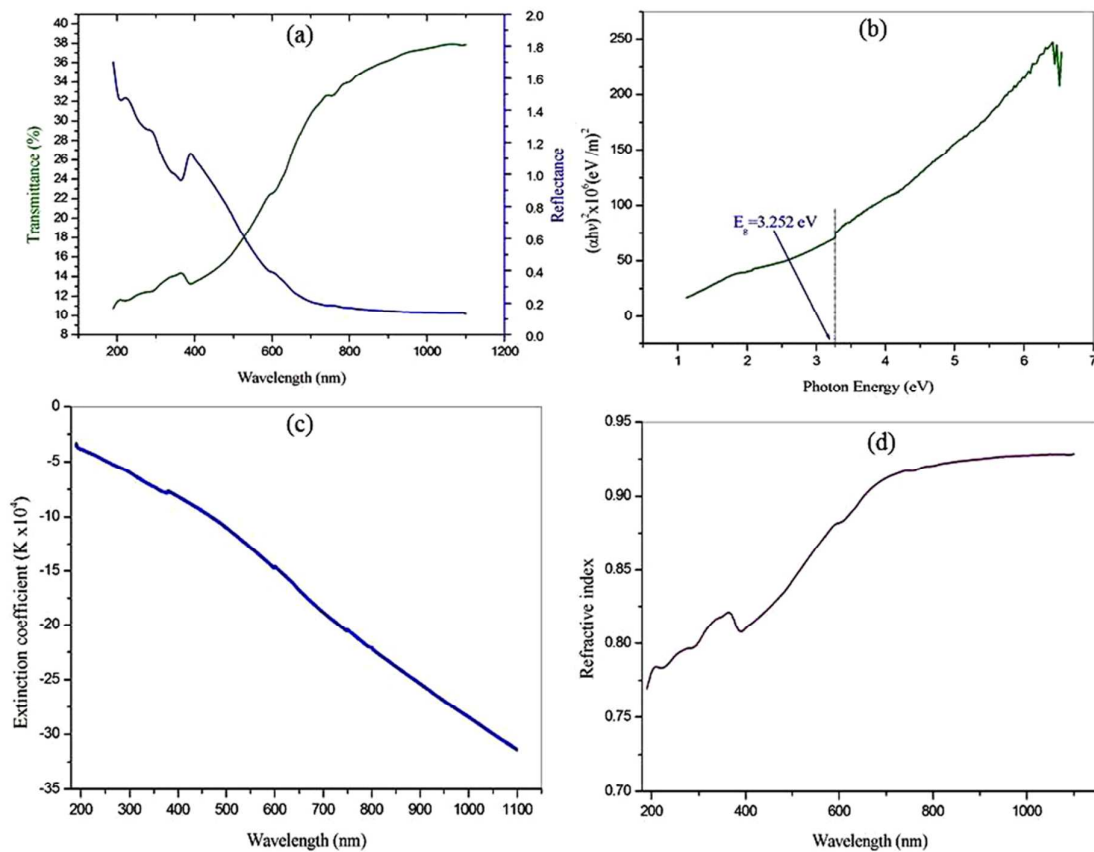 (a)
Transmittance (%)
40
38
36
34
32
30
28
26
24
22
20
18
16
14
12
10
8
2.0
1.8
1.6
1.4
1.2
1.0
0.8
0.6
0.4
0.2
0.0
Reflectance
200 400 600 800 1000 1200
Wavelength (nm)
(b)
(αhν)²x10⁶(eV /m)²
250
200
150
100
50
0
E_g=3.252 eV
1 2 3 4 5 6 7
Photon Energy (eV)
(c)
Extinction coefficient (K x10⁴)
0
-5
-10
-15
-20
-25
-30
-35
200 300 400 500 600 700 800 900 1000 1100
Wavelength (nm)
(d)
Refractive index
0.95
0.90
0.85
0.80
0.75
0.70
200 400 600 800 1000
Wavelength (nm)